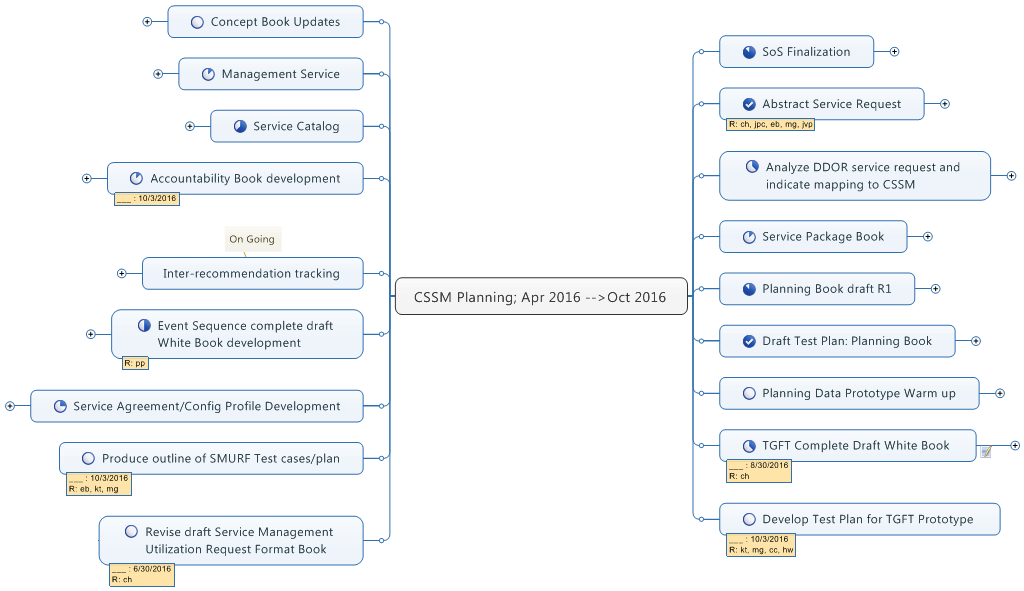 Concept Book Updates
Management Service
Service Catalog
Accountability Book development
___ : 10/3/2016
On Going
Inter-recommendation tracking
Event Sequence complete draft
White Book development
R: pp
Service Agreement/Config Profile Development
Produce outline of SMURF Test cases/plan
___ : 10/3/2016
R: eb, kt, mg
Revise draft Service Management
Utilization Request Format Book
___ : 6/30/2016
R: ch
CSSM Planning; Apr 2016 -->Oct 2016
SoS Finalization
Abstract Service Request
R: ch, jpc, eb, mg, jvp
Analyze DDOR service request and
indicate mapping to CSSM
Service Package Book
Planning Book draft R1
Draft Test Plan: Planning Book
Planning Data Prototype Warm up
TGFT Complete Draft White Book
___ : 8/30/2016
R: ch
Develop Test Plan for TGFT Prototype
___ : 10/3/2016
R: kt, mg, cc, hw